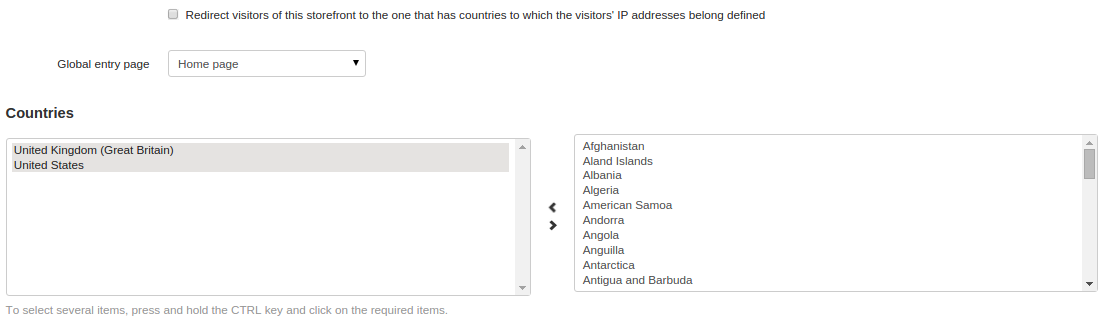 Redirect visitors of this storefront to the one that has countries to which the visitors' IP addresses belong defined
Global entry page
Home page
Countries
United Kingdom (Great Britain)
United States
Afghanistan
Aland Islands
Albania
Algeria
American Samoa
Andorra
Angola
Anguilla
Antarctica
Antigua and Barbuda
To select several items, press and hold the CTRL key and click on the required items.